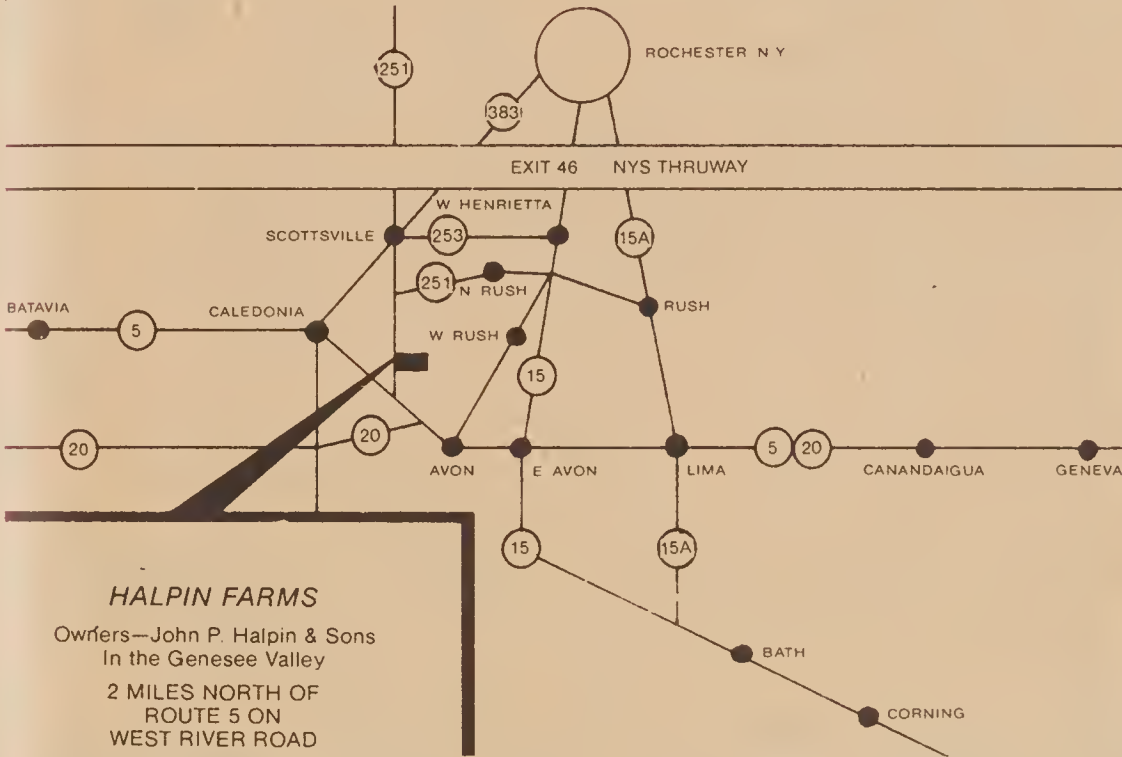 ROCHESTER N Y
251
383
EXIT 46 NYS THRUWAY
W HENRIETTA
SCOTTSVILLE
253
15A
251
N RUSH
RUSH
BATAVIA
5
CALEDONIA
W RUSH
15
20
20
AVON
E AVON
LIMA
5
20
CANANDAIGUA
GENEVA
15
15A
HALPIN FARMS
Owners—John P. Halpin & Sons
In the Genesee Valley
2 MILES NORTH OF
ROUTE 5 ON
WEST RIVER ROAD
BATH
CORNING